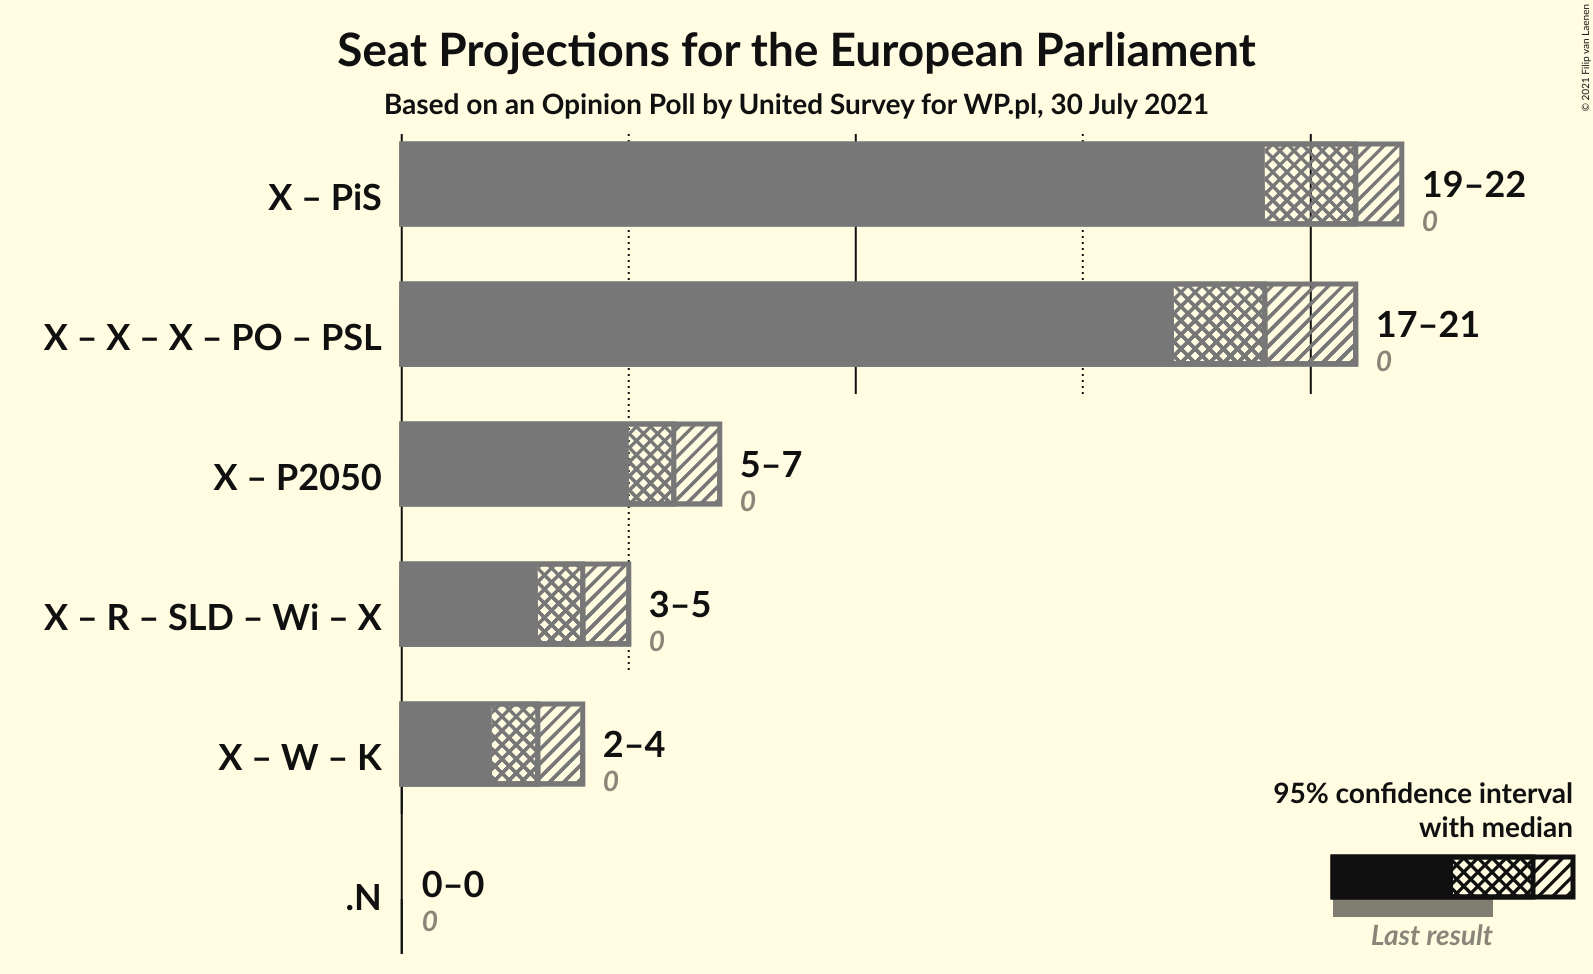 Seat Projections for the European Parliament
Based on an Opinion Poll by United Survey for WP.pl, 30 July 2021
© 2021 Filip van Laenen
X – PiS
19–22
0
X – X – X – PO – PSL
17–21
0
X – P2050
5–7
0
X – R – SLD – Wi – X
3–5
0
X – W – K
2–4
0
.N
0–0
0
95% confidence interval
with median
Last result